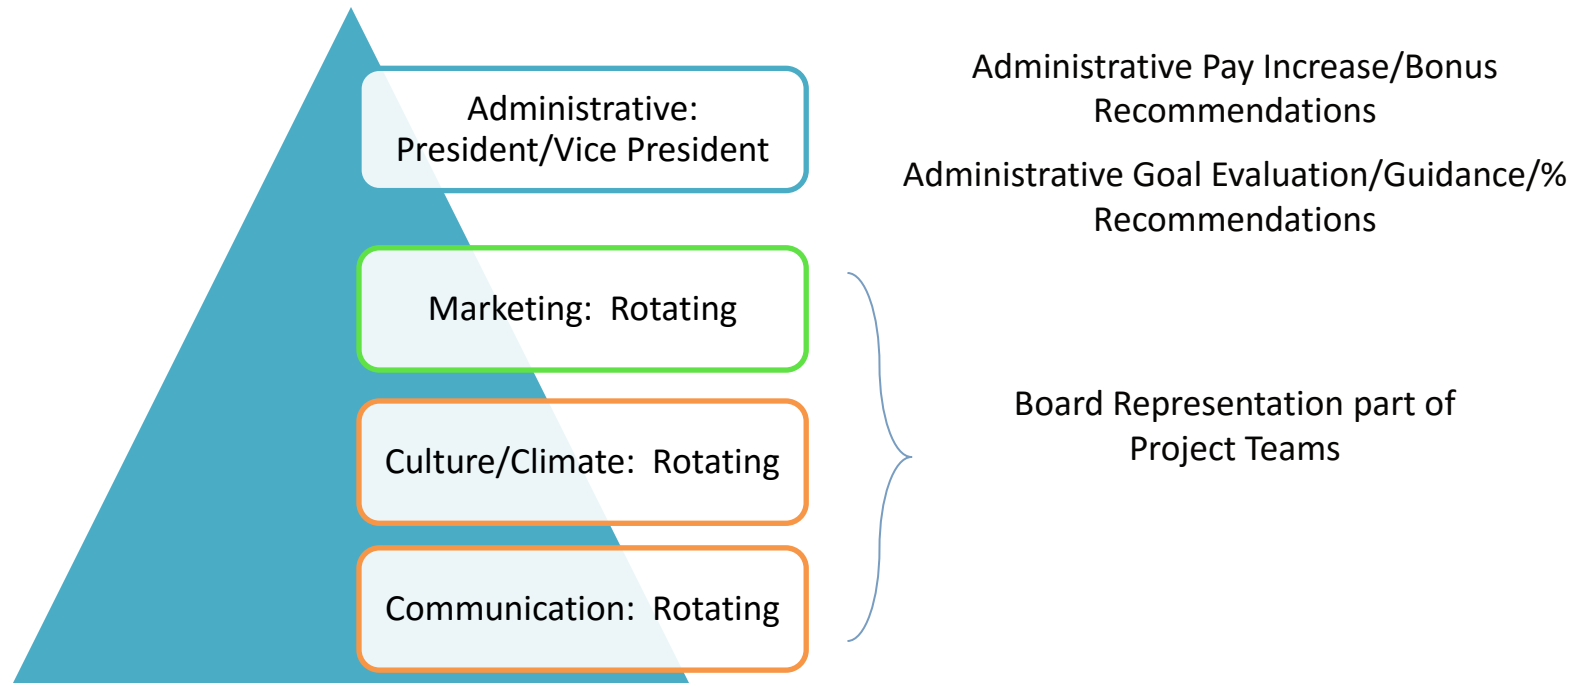 Administrative:
President/Vice President
Administrative Pay Increase/Bonus
Recommendations
Administrative Goal Evaluation/Guidance/%
Recommendations
Marketing:  Rotating
Culture/Climate:  Rotating
Communication:  Rotating
Board Representation part of
Project Teams